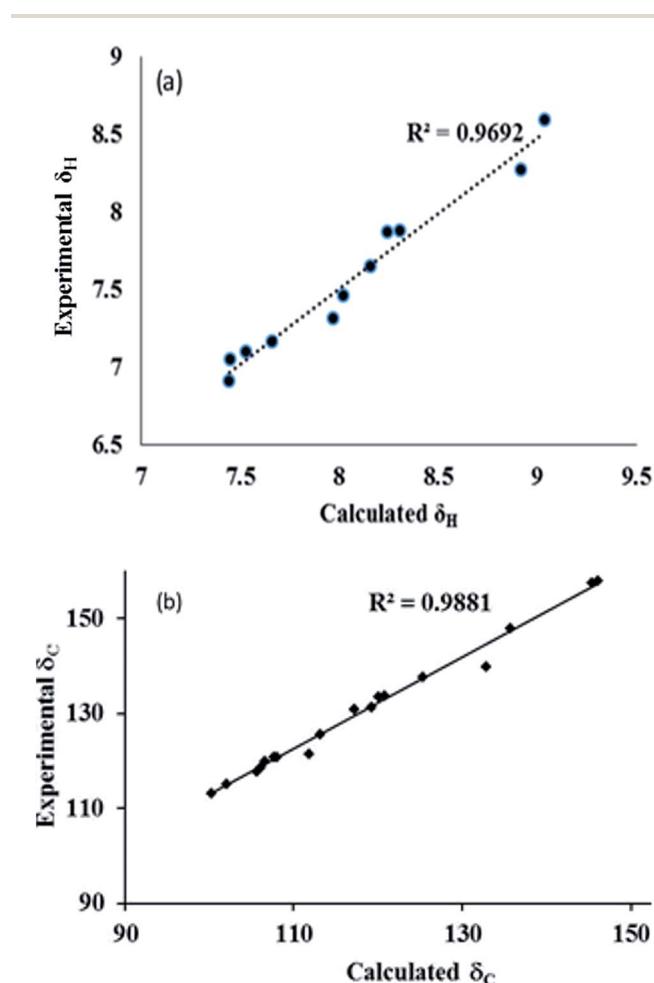 9
(a)
R² = 0.9692
8.5
8
7.5
7
6.5
Experimental δH
7 7.5 8 8.5 9 9.5
Calculated δH
(b)
R² = 0.9881
150
130
110
90
Experimental δC
90 110 130 150
Calculated δC